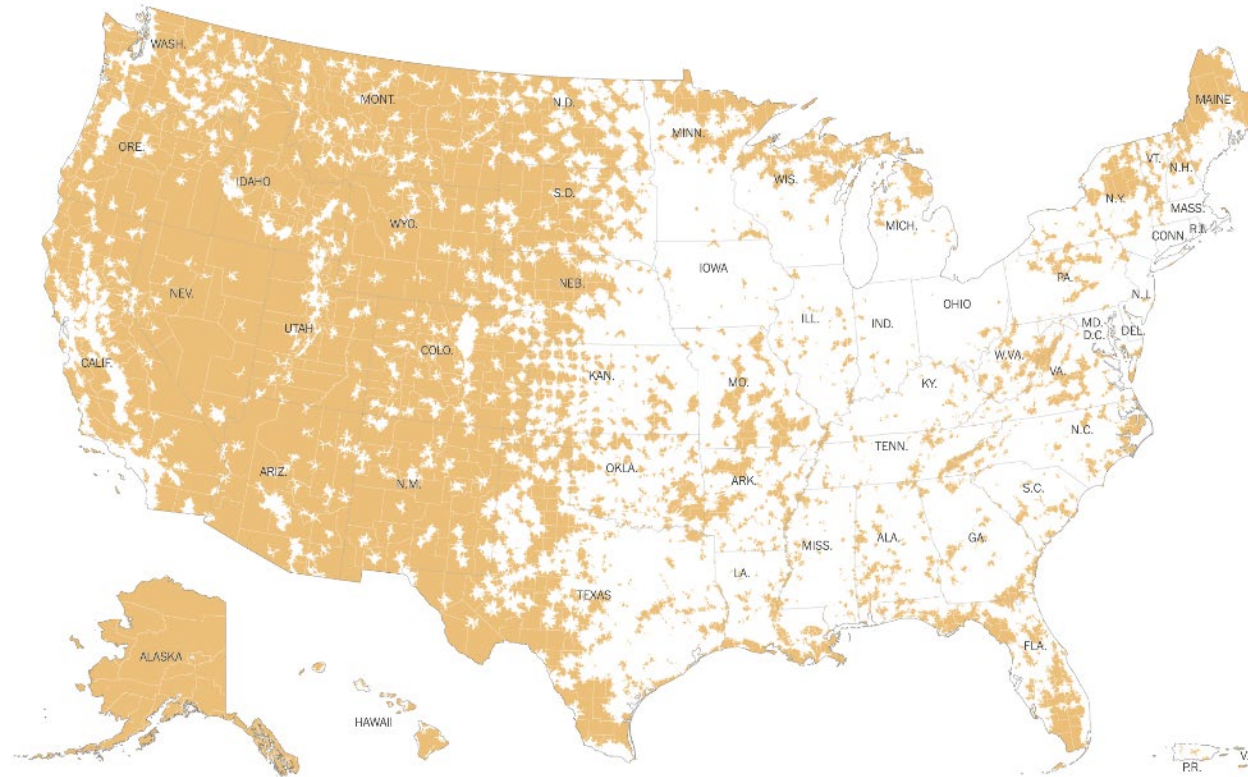 WASH.
MONT.
N.D.
MINN.
MAINE
ORE.
IDAHO
S.D.
WIS.
VT.
N.H.
N.Y.
WYO.
MICH.
MASS.
CONN.
R.I.
IOWA
NEB.
PA.
NEV.
OHIO
N.J.
UTAH
ILL.
IND.
COLO.
MD.
D.C.
DEL.
CALIF.
KAN.
MO.
KY.
W.VA.
VA.
ARIZ.
N.M.
OKLA.
ARK.
TENN.
N.C.
S.C.
TEXAS
LA.
MISS.
ALA.
GA.
FLA.
ALASKA
HAWAII
P.R.